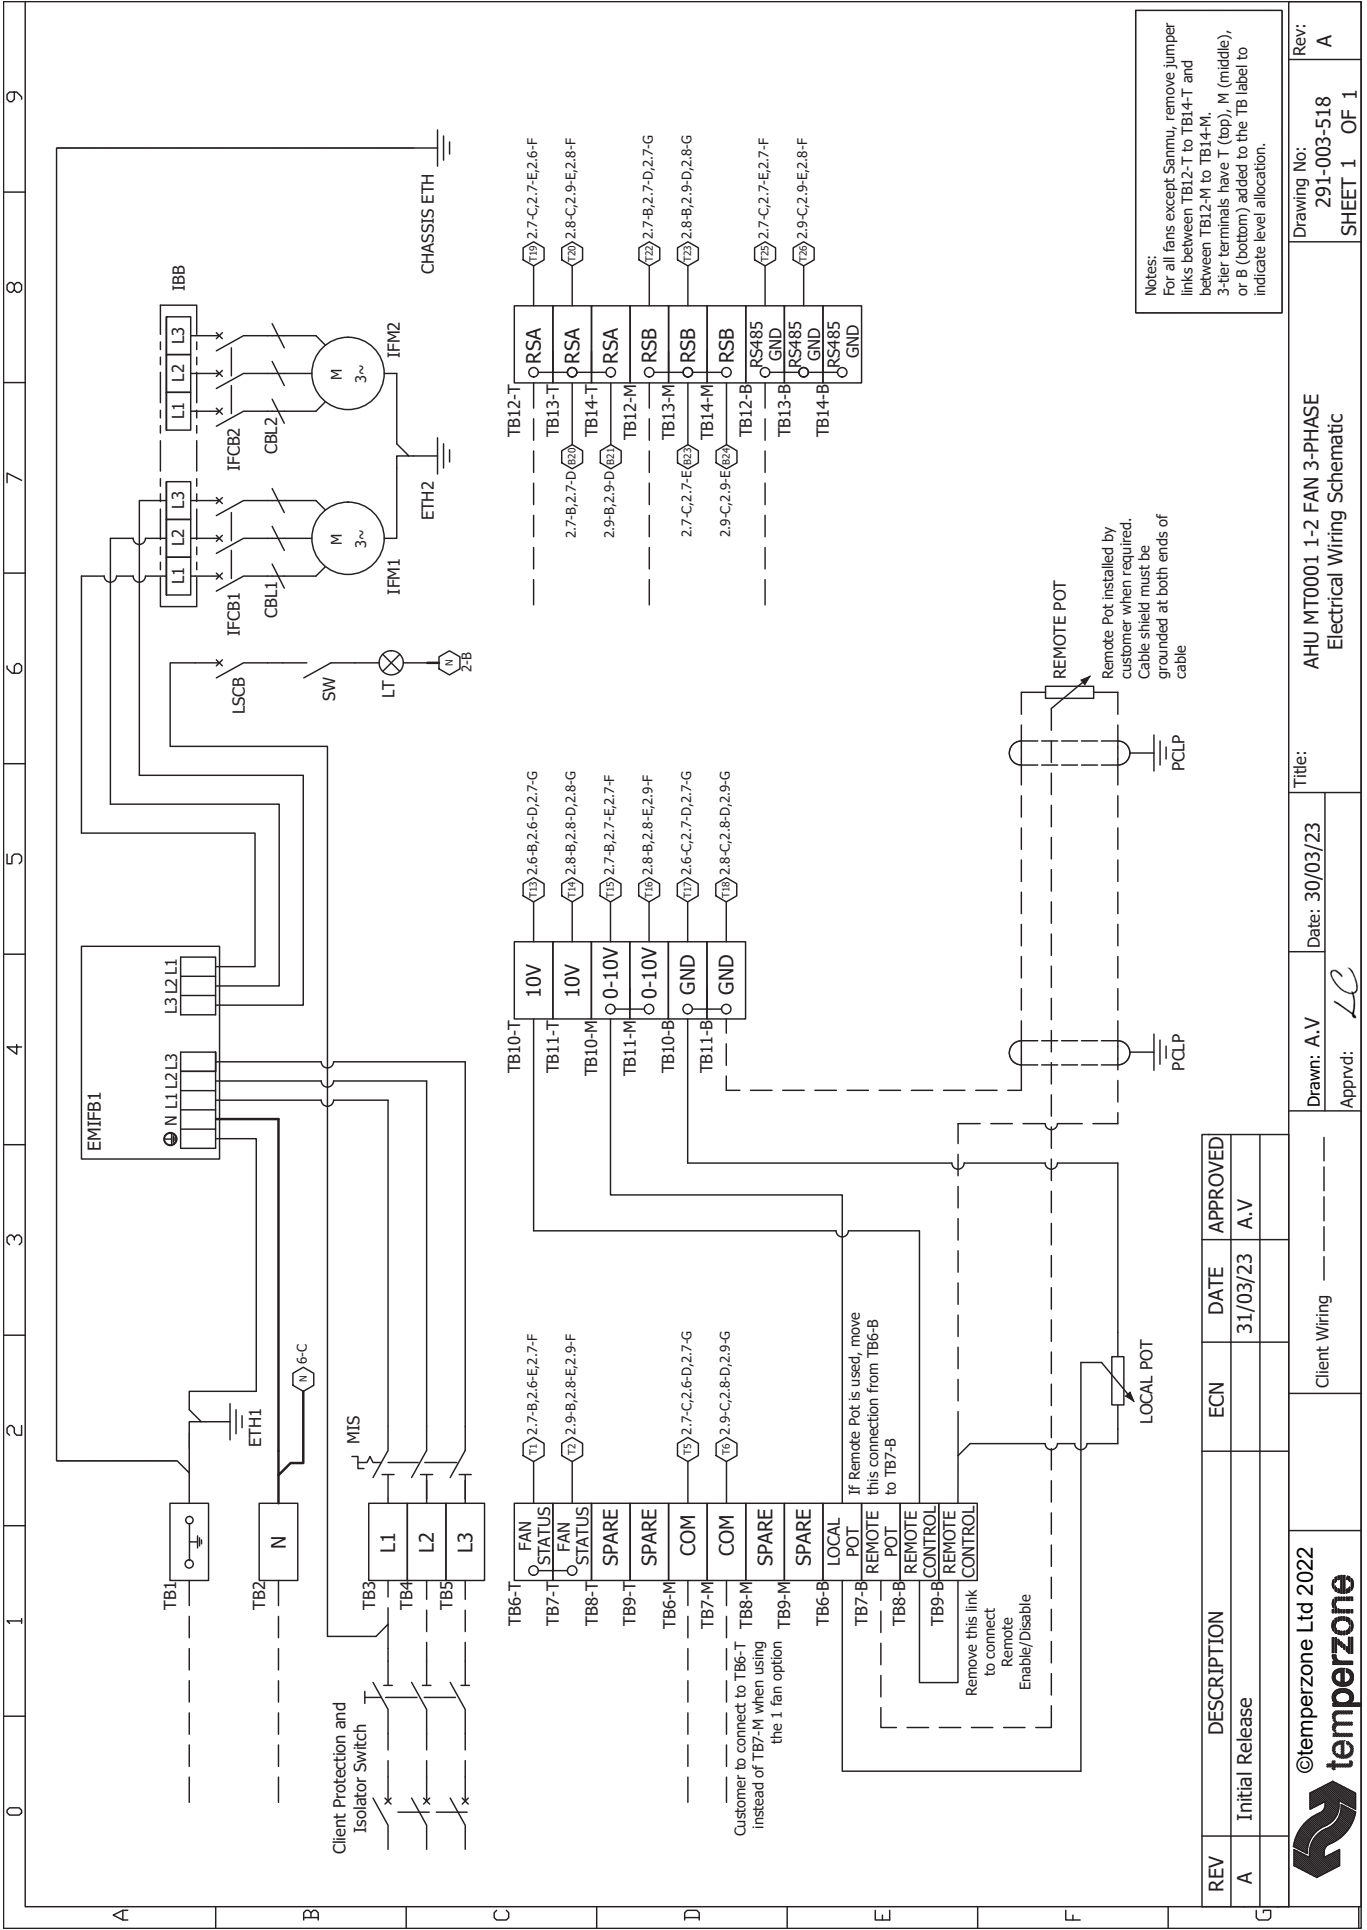 0 1 2 3 4 5 6 7 8 9
A
B
C
D
E
F
G
TB1
TB2
N
ETH1
N 6-C
EMIFB1
N L1 L2 L3
L3 L2 L1
Client Protection and
Isolator Switch
TB3
TB4
TB5
L1
L2
L3
MIS
LSCB
SW
LT
N
2-B
IFCB1
CBL1
IFM1
M
3~
L1 L2 L3
IFCB2
CBL2
IFM2
M
3~
L1 L2 L3
IBB
ETH2
CHASSIS ETH
TB6-T
TB7-T
TB8-T
TB9-T
TB6-M
TB7-M
TB8-M
TB9-M
TB6-B
TB7-B
TB8-B
TB9-B
FAN
STATUS
FAN
STATUS
SPARE
SPARE
COM
COM
SPARE
SPARE
LOCAL
POT
REMOTE
POT
REMOTE
CONTROL
REMOTE
CONTROL
T1 2.7-B,2.6-E,2.7-F
T2 2.9-B,2.8-E,2.9-F
T5 2.7-C,2.6-D,2.7-G
T6 2.9-C,2.8-D,2.9-G
Customer to connect to TB6-T
instead of TB7-M when using
the 1 fan option
If Remote Pot is used, move
this connection from TB6-B
to TB7-B
Remove this link
to connect
Remote
Enable/Disable
TB10-T
TB11-T
TB10-M
TB11-M
TB10-B
TB11-B
10V
10V
0-10V
0-10V
GND
GND
T13 2.6-B,2.6-D,2.7-G
T14 2.8-B,2.8-D,2.8-G
T15 2.7-B,2.7-E,2.7-F
T16 2.8-B,2.8-E,2.9-F
T17 2.6-C,2.7-D,2.7-G
T18 2.8-C,2.8-D,2.9-G
TB12-T
TB13-T
TB14-T
TB12-M
TB13-M
TB14-M
TB12-B
TB13-B
TB14-B
2.7-B,2.7-D B20
2.9-B,2.9-D B21
2.7-C,2.7-E B23
2.9-C,2.9-E B24
RSA
RSA
RSA
RSB
RSB
RSB
RS485
GND
RS485
GND
RS485
GND
T19 2.7-C,2.7-E,2.6-F
T20 2.8-C,2.9-E,2.8-F
T22 2.7-B,2.7-D,2.7-G
T23 2.8-B,2.9-D,2.8-G
T25 2.7-C,2.7-E,2.7-F
T26 2.9-C,2.9-E,2.8-F
LOCAL POT
PCLP
PCLP
REMOTE POT
Remote Pot installed by
customer when required.
Cable shield must be
grounded at both ends of
cable
Notes:
For all fans except Sanmu, remove jumper
links between TB12-T to TB14-T and
between TB12-M to TB14-M.
3-tier terminals have T (top), M (middle),
or B (bottom) added to the TB label to
indicate level allocation.
REV DESCRIPTION ECN DATE APPROVED
A Initial Release 31/03/23 A.V
©temperzone Ltd 2022
temperzone
Client Wiring
Drawn: A.V
Date: 30/03/23
Apprvd: LC
Title:
AHU MT0001 1-2 FAN 3-PHASE
Electrical Wiring Schematic
Drawing No:
291-003-518
SHEET 1 OF 1
Rev:
A